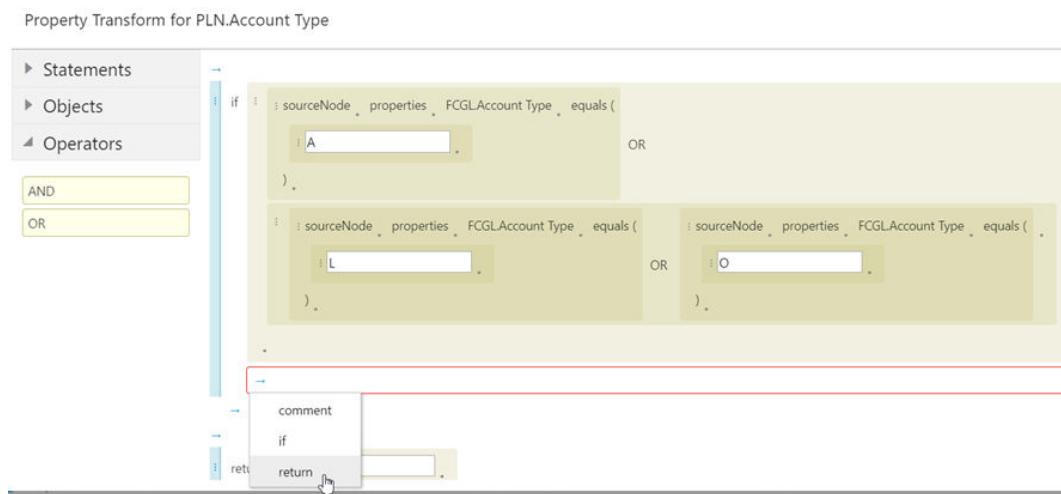 Property Transform for PLN.Account Type
Statements
Objects
Operators
AND
OR
if
sourceNode . properties . FCGL.Account Type . equals (
A
OR
) .
sourceNode . properties . FCGL.Account Type . equals (
L
) .
OR
sourceNode . properties . FCGL.Account Type . equals (
O
) .
comment
if
return
retu